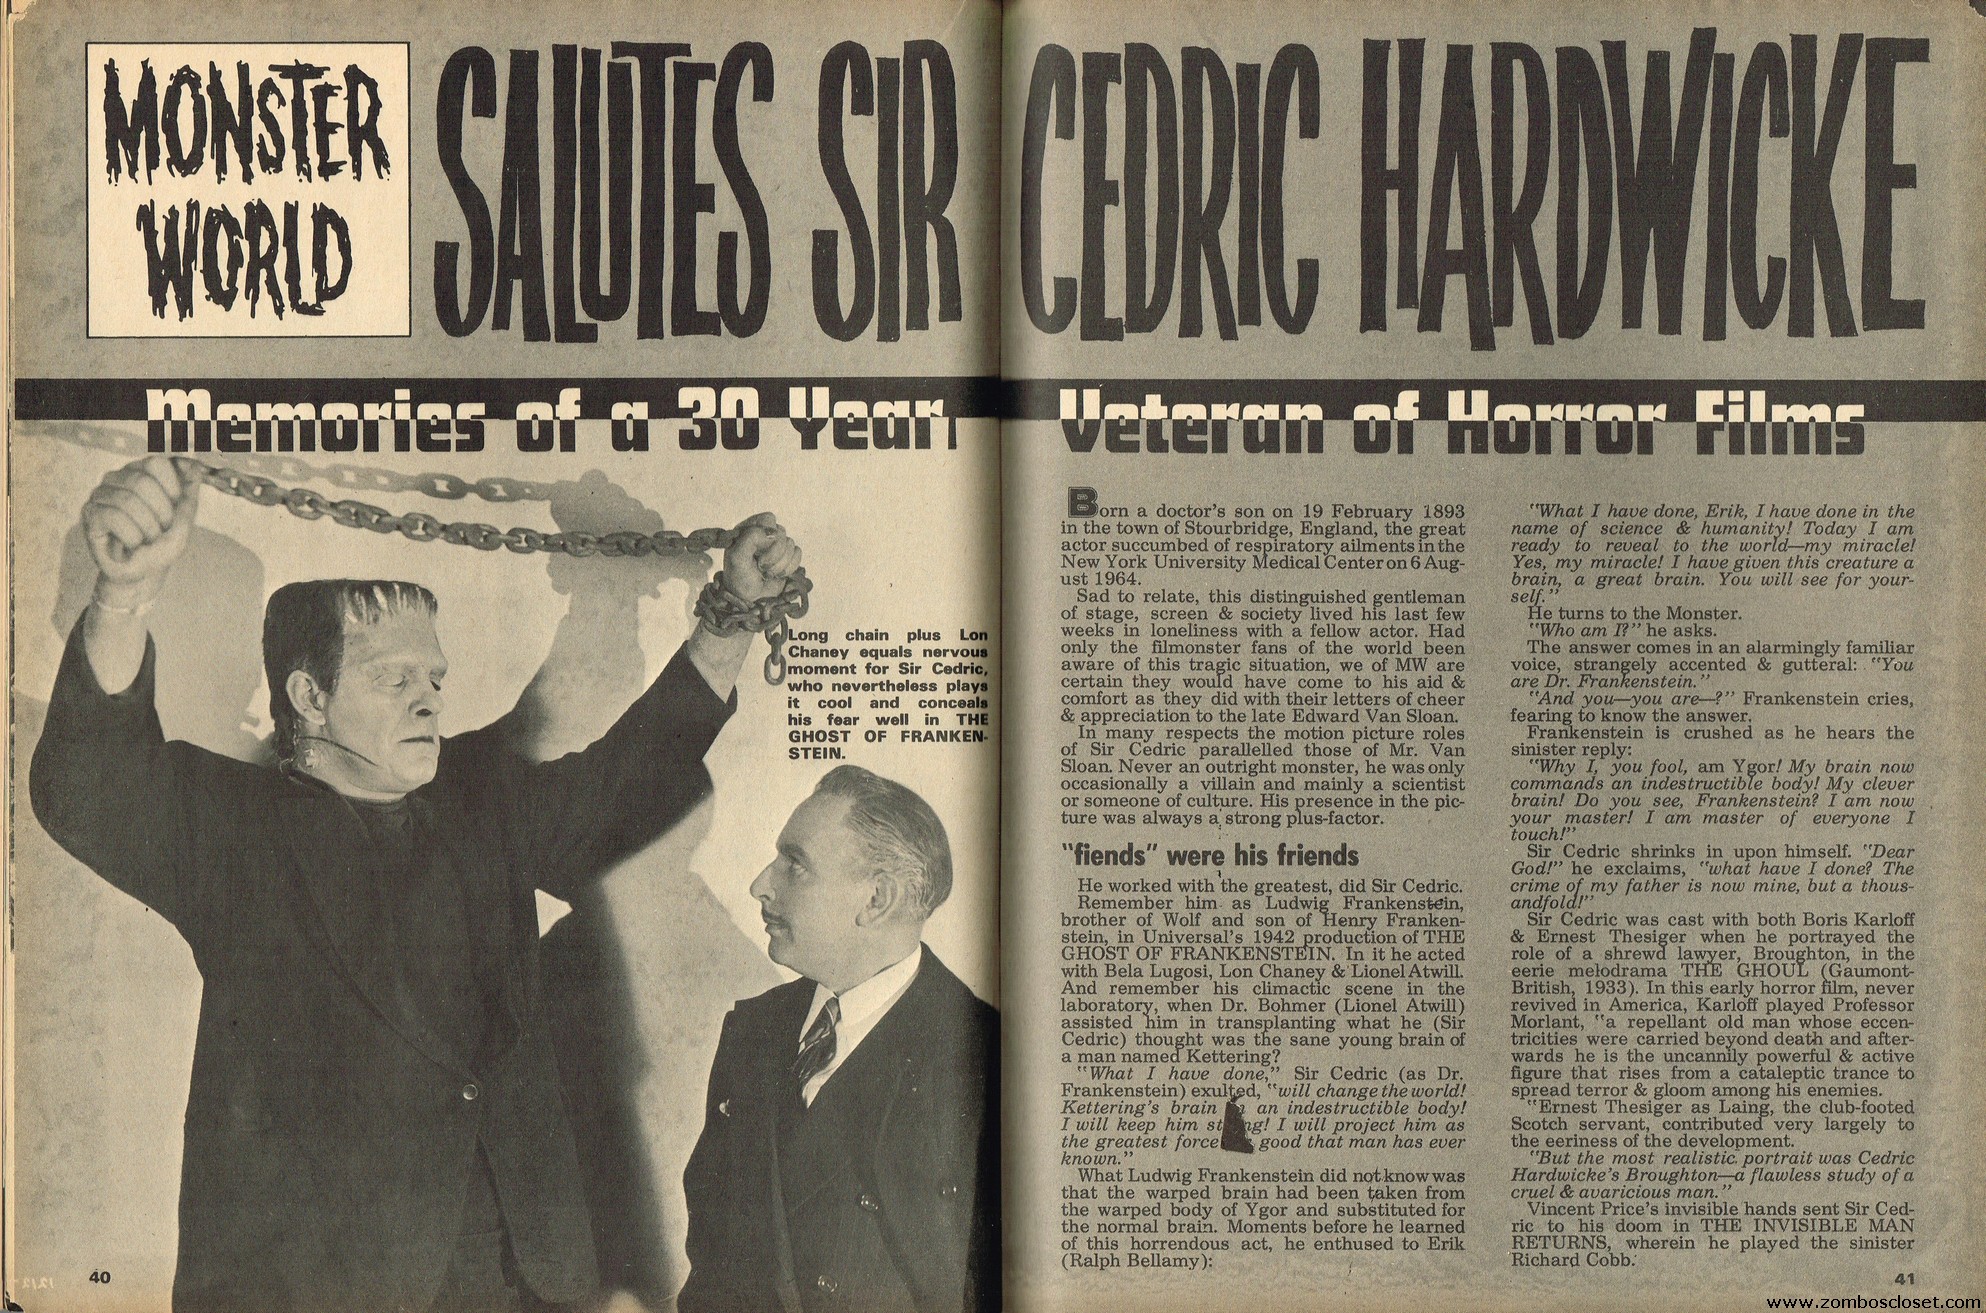 MONSTER
WORLD
SALUTES SIR CEDRIC HARDWICKE
Memories of a 30 Year Veteran of Horror Films
Long chain plus Lon
Chaney equals nervous
moment for Sir Cedric,
who nevertheless plays
it cool and conceals
his fear well in THE
GHOST OF FRANKEN-
STEIN.
40
Born a doctor's son on 19 February 1893
in the town of Stourbridge, England, the great
actor succumbed of respiratory ailments in the
New York University Medical Center on 6 Aug-
ust 1964.
Sad to relate, this distinguished gentleman
of stage, screen & society lived his last few
weeks in loneliness with a fellow actor. Had
only the filmonster fans of the world been
aware of this tragic situation, we of MW are
certain they would have come to his aid &
comfort as they did with their letters of cheer
& appreciation to the late Edward Van Sloan.
In many respects the motion picture roles
of Sir Cedric parallelled those of Mr. Van
Sloan. Never an outright monster, he was only
occasionally a villain and mainly a scientist
or someone of culture. His presence in the pic-
ture was always a strong plus-factor.
"fiends" were his friends
He worked with the greatest, did Sir Cedric.
Remember him as Ludwig Frankenstein,
brother of Wolf and son of Henry Franken-
stein, in Universal's 1942 production of THE
GHOST OF FRANKENSTEIN. In it he acted
with Bela Lugosi, Lon Chaney & Lionel Atwill.
And remember his climactic scene in the
laboratory, when Dr. Bohmer (Lionel Atwill)
assisted him in transplanting what he (Sir
Cedric) thought was the sane young brain of
a man named Kettering?
"What I have done," Sir Cedric (as Dr.
Frankenstein) exulted, "will change the world!
Kettering's brain an indestructible body!
I will keep him I will project him as
the greatest force good that man has ever
known."
What Ludwig Frankenstein did not know was
that the warped brain had been taken from
the warped body of Ygor and substituted for
the normal brain. Moments before he learned
of this horrendous act, he enthused to Erik
(Ralph Bellamy):
"What I have done, Erik, I have done in the
name of science & humanity! Today I am
ready to reveal to the world—my miracle!
Yes, my miracle! I have given this creature a
brain, a great brain. You will see for your-
self."
He turns to the Monster.
"Who am I?" he asks.
The answer comes in an alarmingly familiar
voice, strangely accented & gutteral: "You
are Dr. Frankenstein."
"And you—you are—?" Frankenstein cries,
fearing to know the answer.
Frankenstein is crushed as he hears the
sinister reply:
"Why I, you fool, am Ygor! My brain now
commands an indestructible body! My clever
brain! Do you see, Frankenstein? I am now
your master! I am master of everyone I
touch!"
Sir Cedric shrinks in upon himself. "Dear
God!" he exclaims, "what have I done? The
crime of my father is now mine, but a thous-
andfold!"
Sir Cedric was cast with both Boris Karloff
& Ernest Thesiger when he portrayed the
role of a shrewd lawyer, Broughton, in the
eerie melodrama THE GHOUL (Gaumont-
British, 1933). In this early horror film, never
revived in America, Karloff played Professor
Morlant, "a repellant old man whose eccen-
tricities were carried beyond death and after-
wards he is the uncannily powerful & active
figure that rises from a cataleptic trance to
spread terror & gloom among his enemies.
"Ernest Thesiger as Laing, the club-footed
Scotch servant, contributed very largely to
the eeriness of the development.
"But the most realistic portrait was Cedric
Hardwicke's Broughton—a flawless study of a
cruel & avaricious man."
Vincent Price's invisible hands sent Sir Ced-
ric to his doom in THE INVISIBLE MAN
RETURNS, wherein he played the sinister
Richard Cobb.
41
www.zomboscloset.com